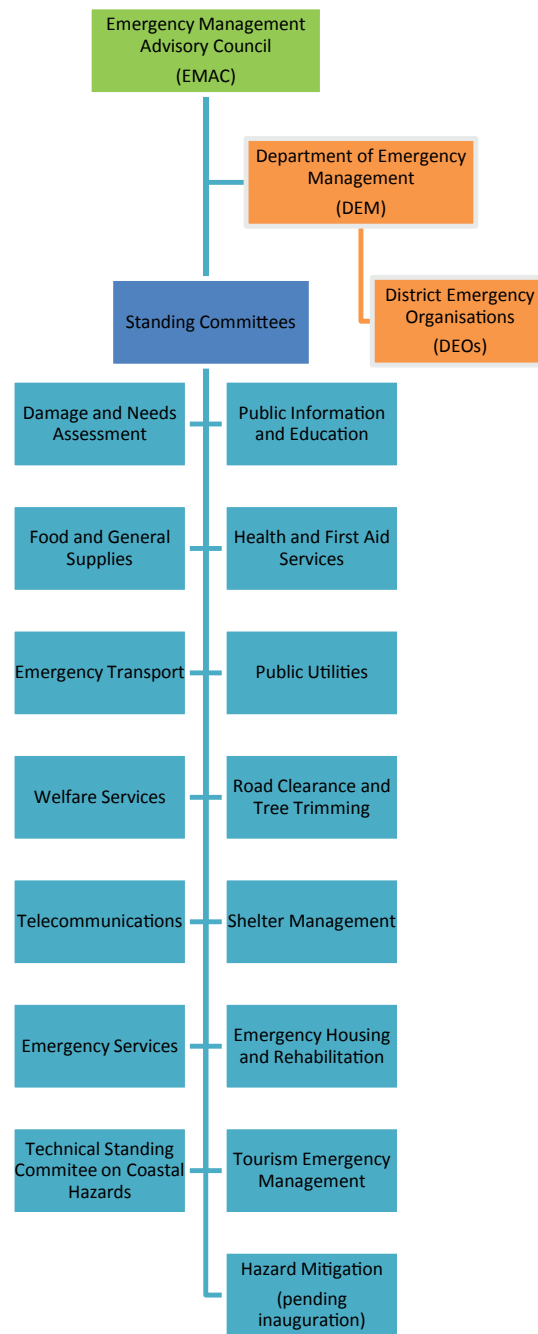 Emergency Management
Advisory Council
(EMAC)
Department of Emergency
Management
(DEM)
District Emergency
Organisations
(DEOs)
Standing Committees
Damage and Needs
Assessment
Public Information
and Education
Food and General
Supplies
Health and First Aid
Services
Emergency Transport
Public Utilities
Welfare Services
Road Clearance and
Tree Trimming
Telecommunications
Shelter Management
Emergency Services
Emergency Housing
and Rehabilitation
Technical Standing
Commitee on Coastal
Hazards
Tourism Emergency
Management
Hazard Mitigation
(pending
inauguration)